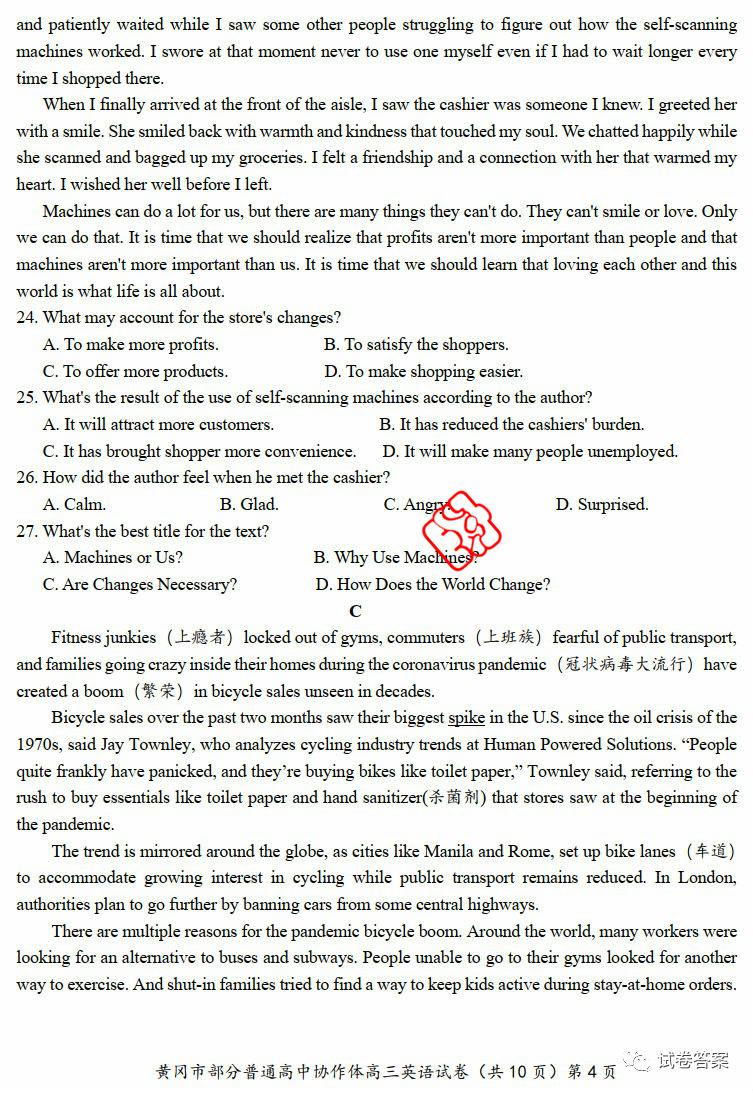 and patiently waited while I saw some other people struggling to figure out how the self-scanning
machines worked. I swore at that moment never to use one myself even if I had to wait longer every
time I shopped there.
When I finally arrived at the front of the aisle, I saw the cashier was someone I knew. I greeted her
with a smile. She smiled back with warmth and kindness that touched my soul. We chatted happily while
she scanned and bagged up my groceries. I felt a friendship and a connection with her that warmed my
heart. I wished her well before I left.
Machines can do a lot for us, but there are many things they can't do. They can't smile or love. Only
we can do that. It is time that we should realize that profits aren't more important than people and that
machines aren't more important than us. It is time that we should learn that loving each other and this
world is what life is all about.
24. What may account for the store's changes?
A. To make more profits. B. To satisfy the shoppers.
C. To offer more products. D. To make shopping easier.
25. What's the result of the use of self-scanning machines according to the author?
A. It will attract more customers. B. It has reduced the cashiers' burden.
C. It has brought shopper more convenience. D. It will make many people unemployed.
26. How did the author feel when he met the cashier?
A. Calm. B. Glad. C. Angry. D. Surprised.
27. What's the best title for the text?
A. Machines or Us? B. Why Use Machines?
C. Are Changes Necessary? D. How Does the World Change?
C
Fitness junkies（上瘾者）locked out of gyms, commuters（上班族）fearful of public transport,
and families going crazy inside their homes during the coronavirus pandemic（冠状病毒大流行）have
created a boom（繁荣）in bicycle sales unseen in decades.
Bicycle sales over the past two months saw their biggest spike in the U.S. since the oil crisis of the
1970s, said Jay Townley, who analyzes cycling industry trends at Human Powered Solutions. “People
quite frankly have panicked, and they’re buying bikes like toilet paper,” Townley said, referring to the
rush to buy essentials like toilet paper and hand sanitizer(杀菌剂) that stores saw at the beginning of
the pandemic.
The trend is mirrored around the globe, as cities like Manila and Rome, set up bike lanes（车道）
to accommodate growing interest in cycling while public transport remains reduced. In London,
authorities plan to go further by banning cars from some central highways.
There are multiple reasons for the pandemic bicycle boom. Around the world, many workers were
looking for an alternative to buses and subways. People unable to go to their gyms looked for another
way to exercise. And shut-in families tried to find a way to keep kids active during stay-at-home orders.
黄冈市部分普通高中协作体高三英语试卷（共 10 页）第 4 页
试卷答案